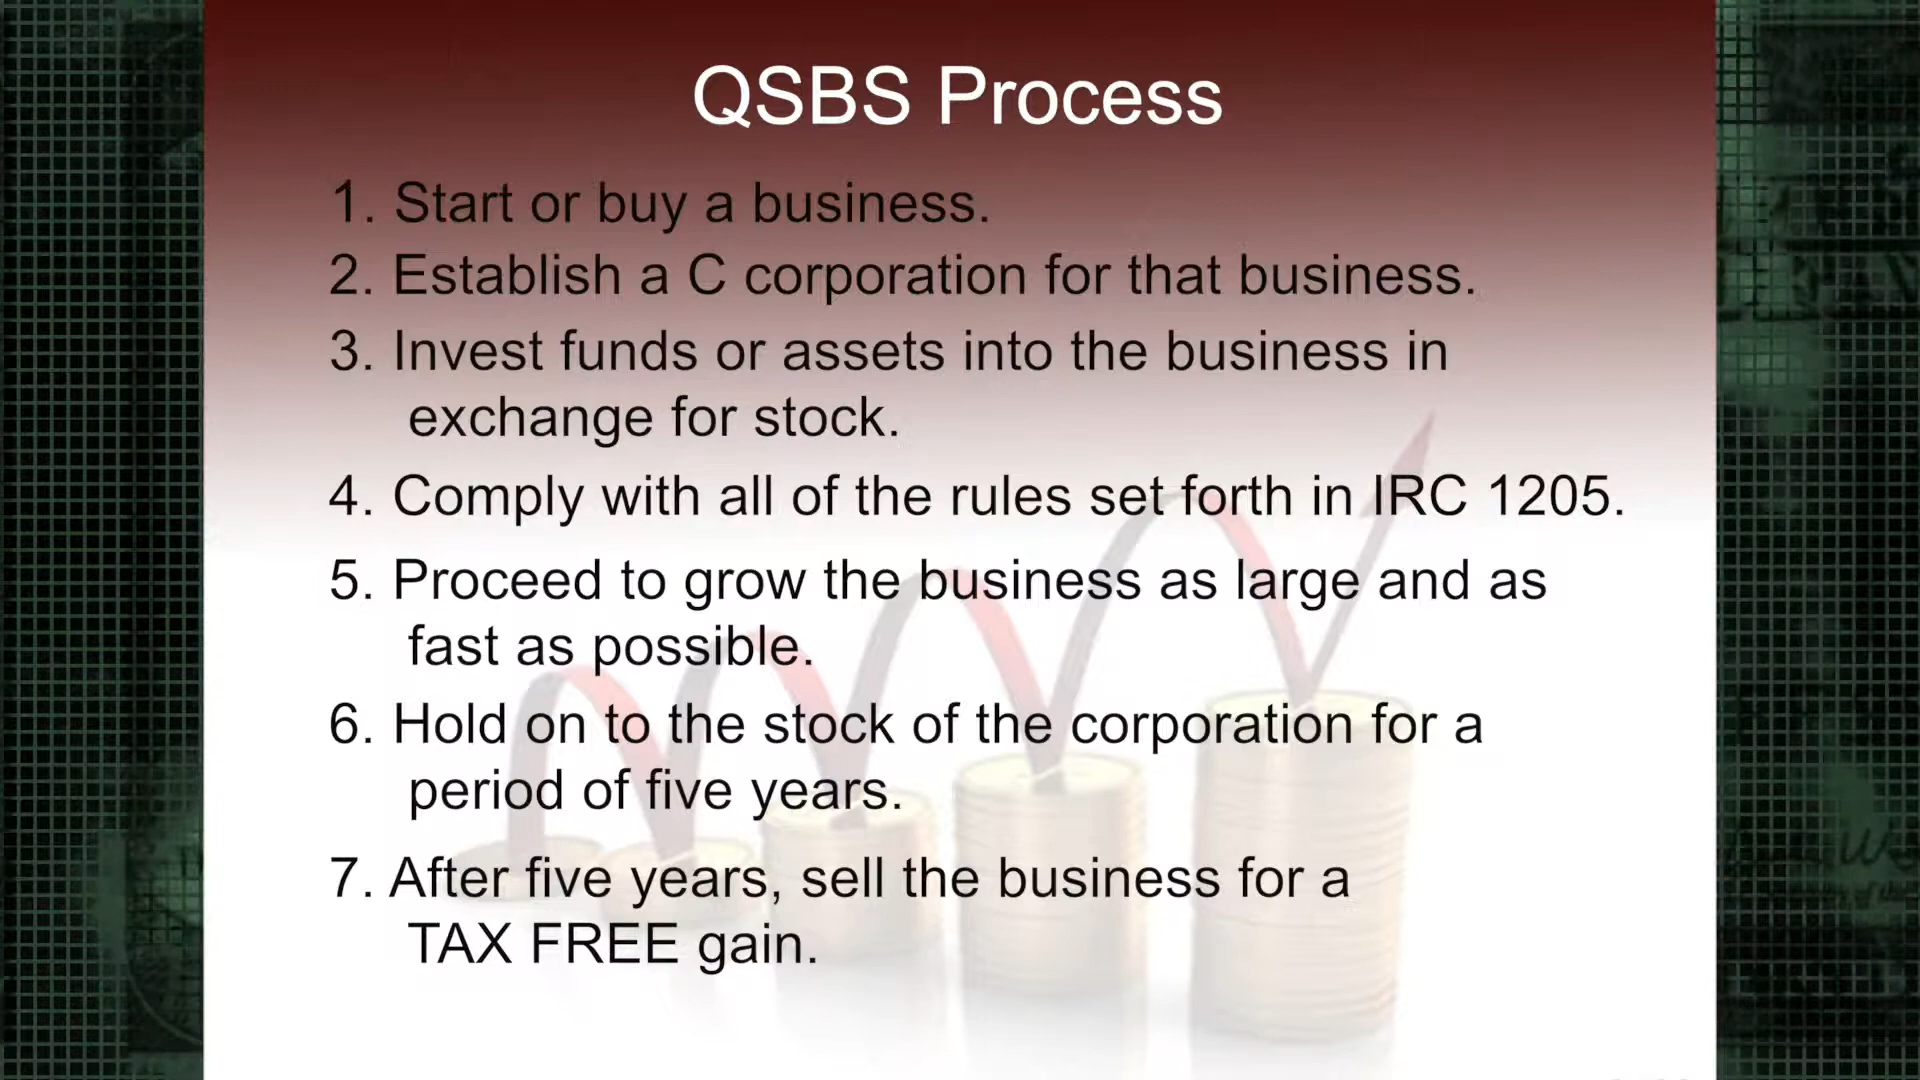 QSBS Process
1. Start or buy a business.
2. Establish a C corporation for that business.
3. Invest funds or assets into the business in
exchange for stock.
4. Comply with all of the rules set forth in IRC 1205.
5. Proceed to grow the business as large and as
fast as possible.
6. Hold on to the stock of the corporation for a
period of five years.
7. After five years, sell the business for a
TAX FREE gain.